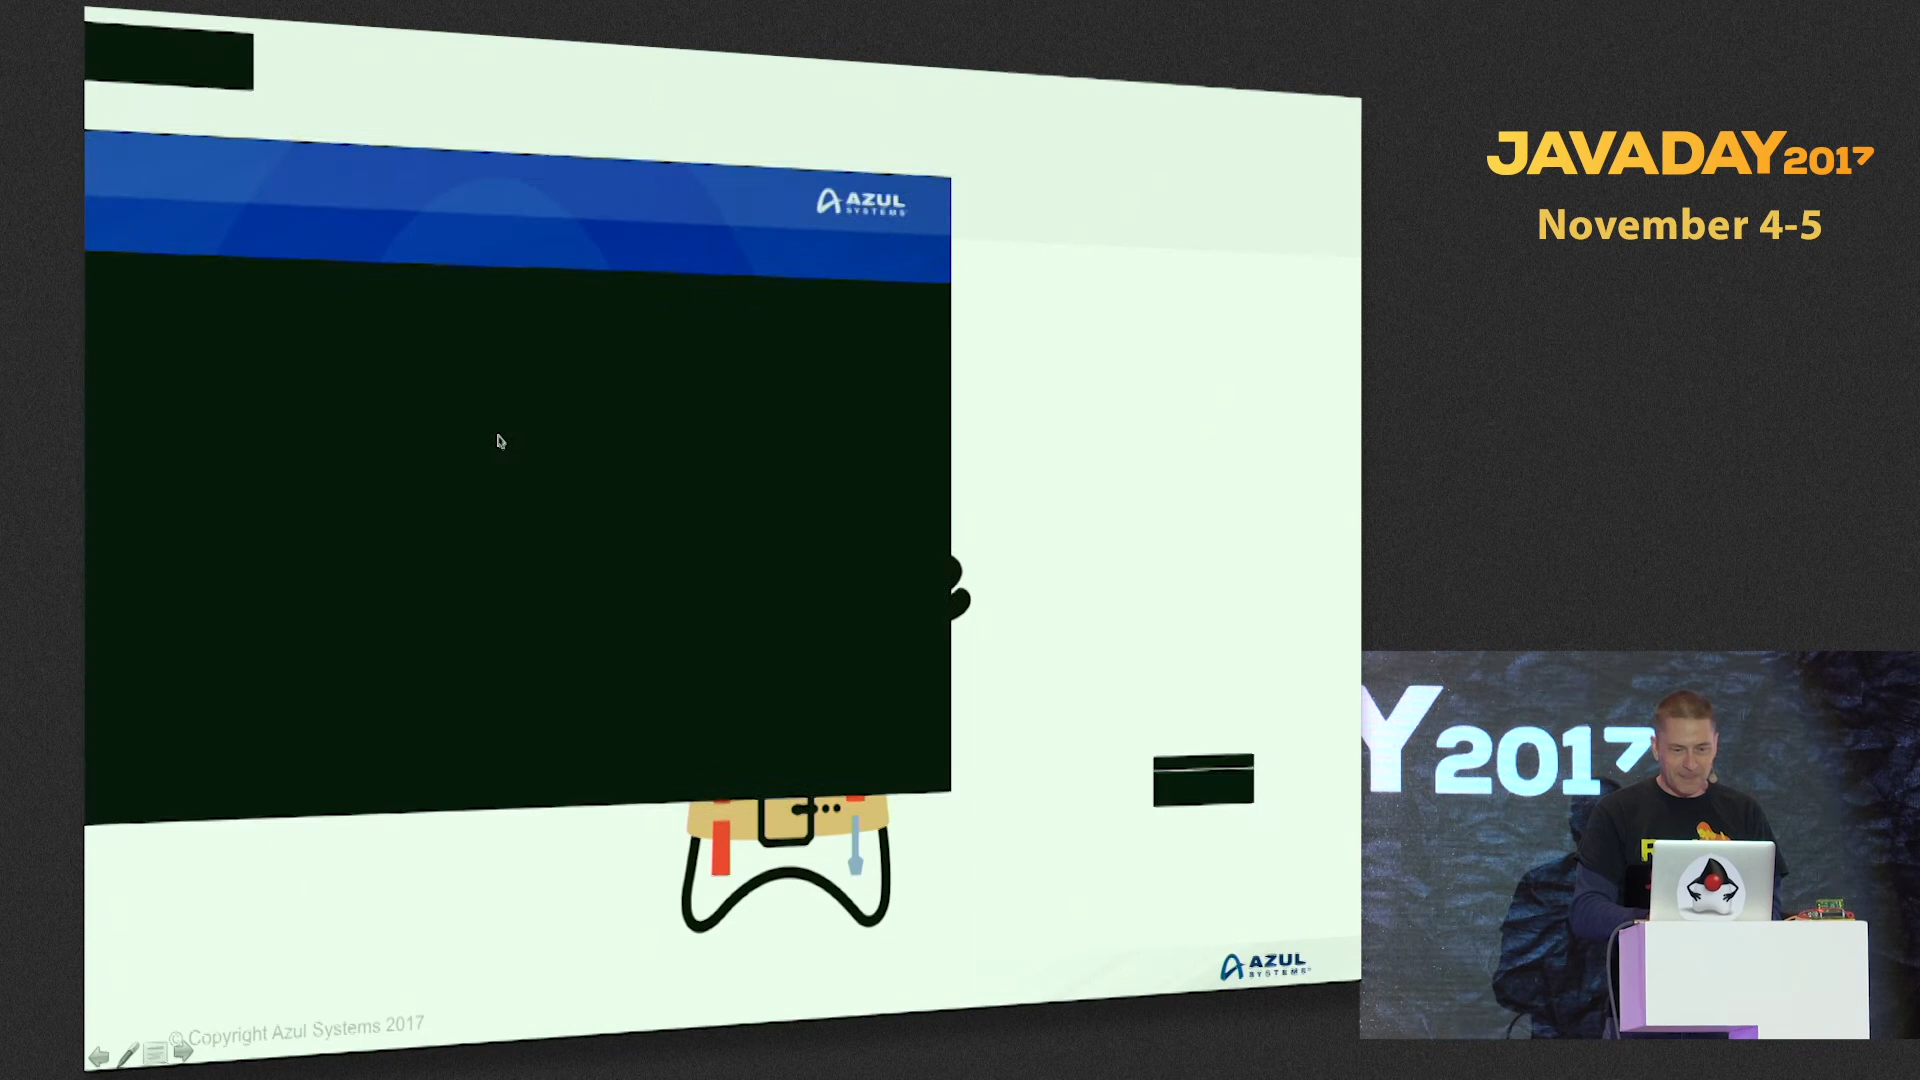 AZUL
SYSTEMS
JAVADAY2017
November 4-5
Y2017
AZUL
SYSTEMS
© Copyright Azul Systems 2017